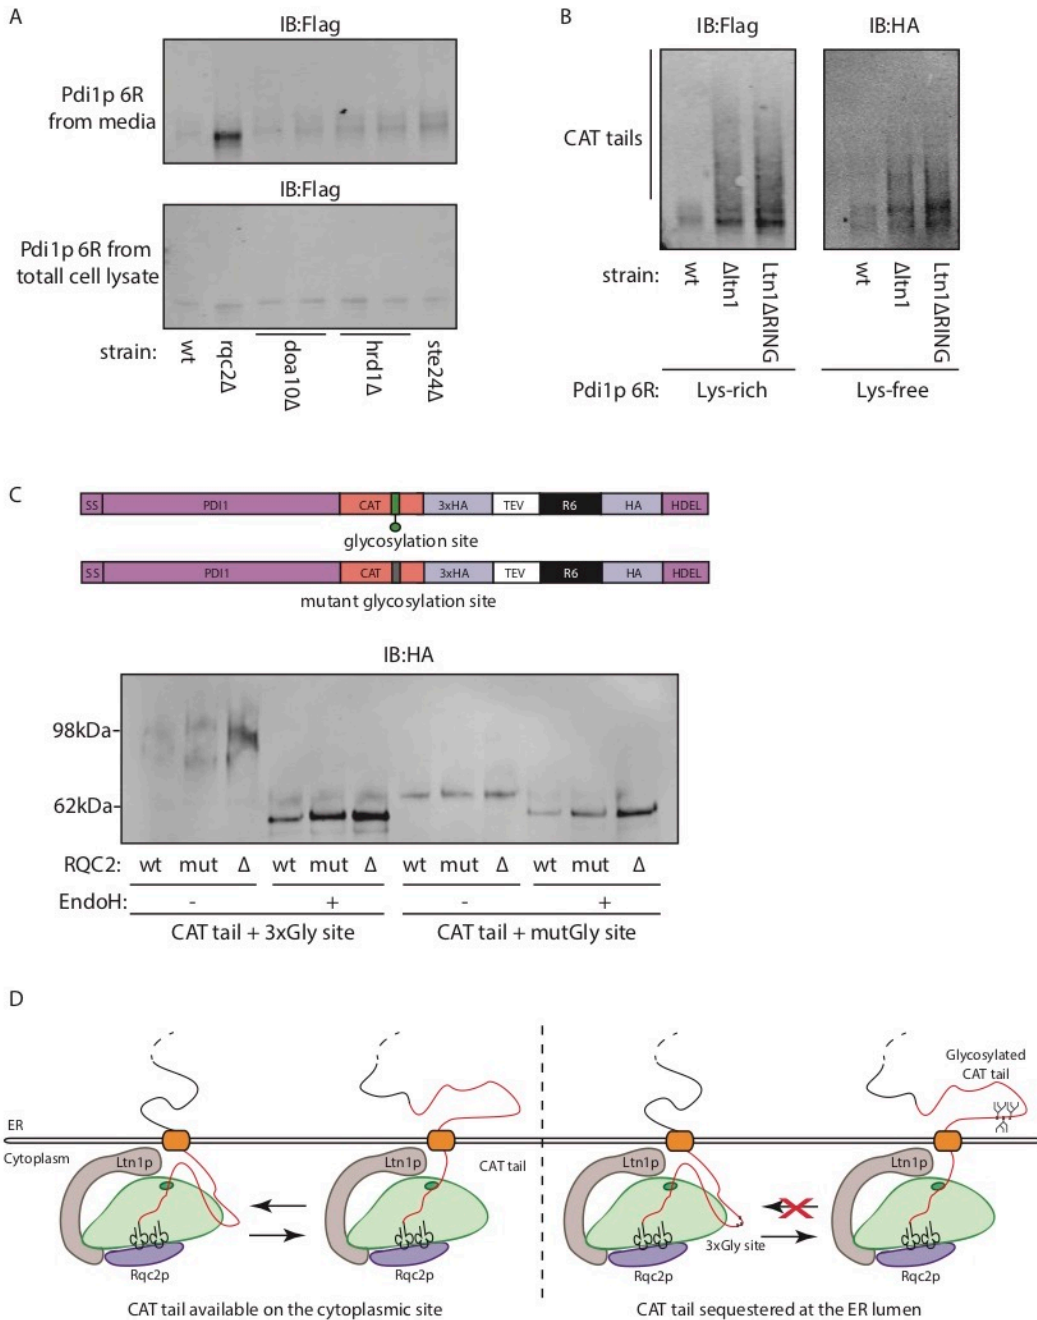 A
IB:Flag
Pdi1p 6R
from media
IB:Flag
Pdi1p 6R from
totall cell lysate
strain:
wt
rqc2Δ
doa10Δ
hrd1Δ
ste24Δ
B
IB:Flag
IB:HA
CAT tails
strain:
wt
Δltn1
Ltn1ΔRING
wt
Δltn1
Ltn1ΔRING
Pdi1p 6R:
Lys-rich
Lys-free
C
SS PDI1 CAT 3xHA TEV R6 HA HDEL
glycosylation site
SS PDI1 CAT 3xHA TEV R6 HA HDEL
mutant glycosylation site
IB:HA
98kDa-
62kDa-
RQC2: wt mut Δ wt mut Δ wt mut Δ wt mut Δ
EndoH: - + - +
CAT tail + 3xGly site CAT tail + mutGly site
D
Glycosylated
CAT tail
ER
Cytoplasm
Ltn1p
Ltn1p
CAT tail
Ltn1p
Ltn1p
3xGly site
Rqc2p
Rqc2p
Rqc2p
Rqc2p
CAT tail available on the cytoplasmic site
CAT tail sequestered at the ER lumen